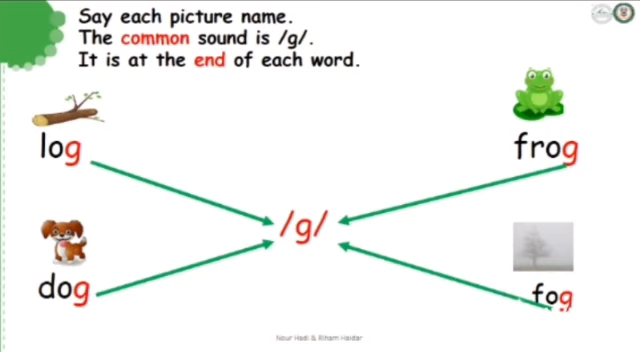 Say each picture name.
The common sound is /g/.
It is at the end of each word.
log
frog
/g/
dog
fog
Nour Hadi & Riham Haidar